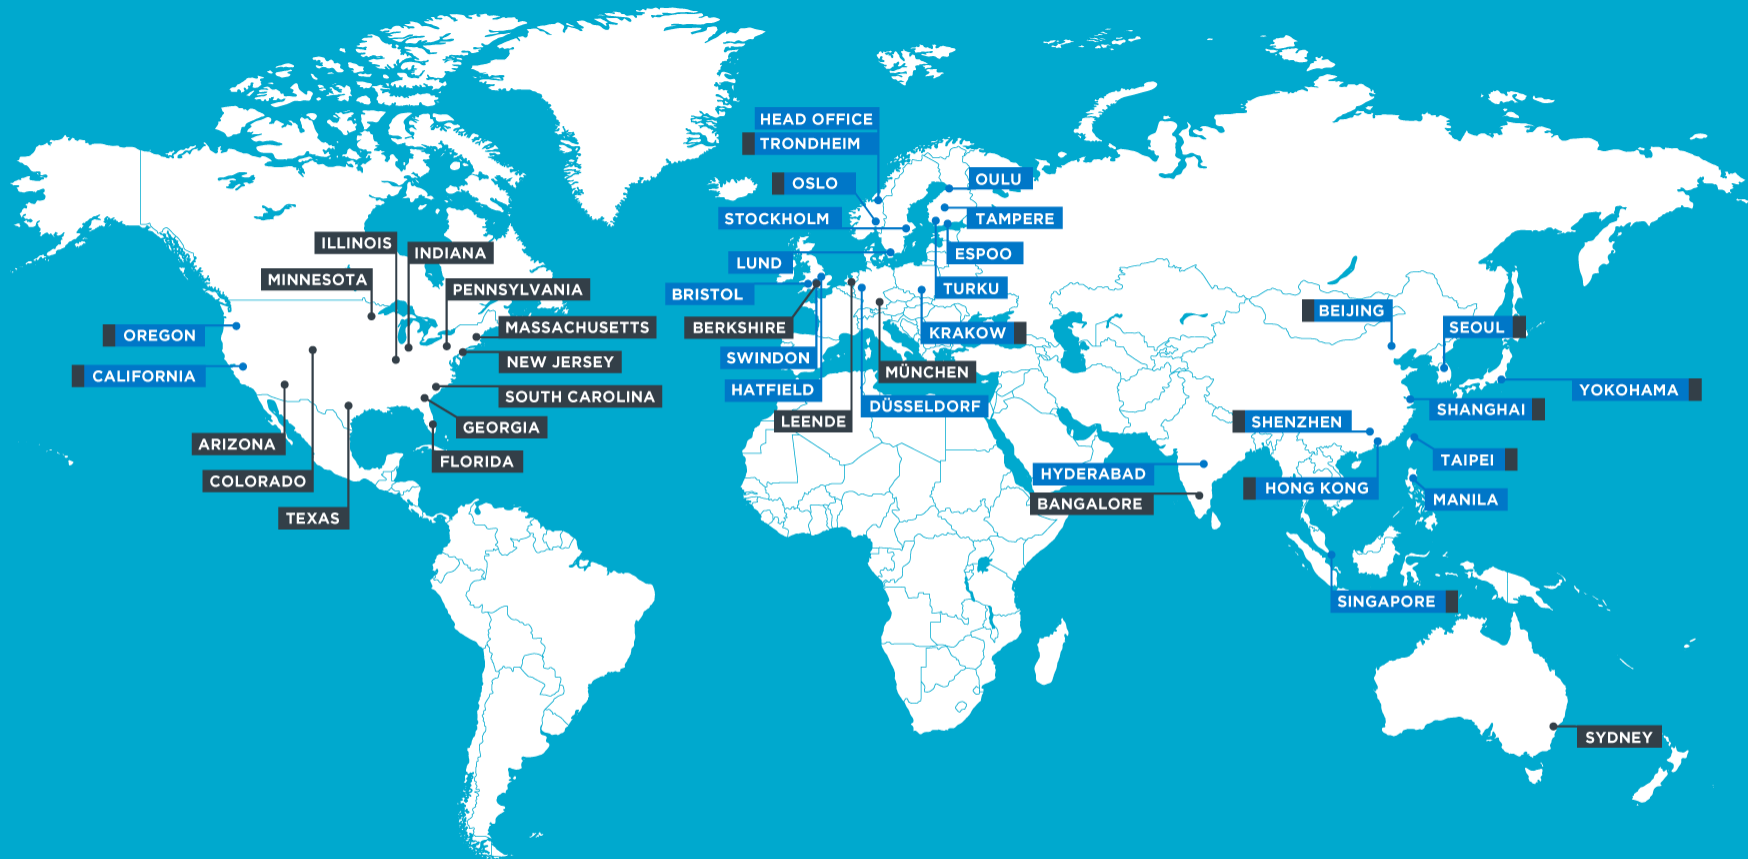 HEAD OFFICE
TRONDHEIM
OSLO
OULU
STOCKHOLM
TAMPERE
ILLINOIS
INDIANA
ESPOO
LUND
MINNESOTA
PENNSYLVANIA
BRISTOL
TURKU
BEIJING
MASSACHUSETTS
BERKSHIRE
KRAKOW
SEOUL
OREGON
NEW JERSEY
SWINDON
CALIFORNIA
MÜNCHEN
SOUTH CAROLINA
HATFIELD
YOKOHAMA
DÜSSELDORF
SHANGHAI
LEENDE
SHENZHEN
GEORGIA
ARIZONA
FLORIDA
TAIPEI
COLORADO
HYDERABAD
HONG KONG
MANILA
BANGALORE
TEXAS
SINGAPORE
SYDNEY